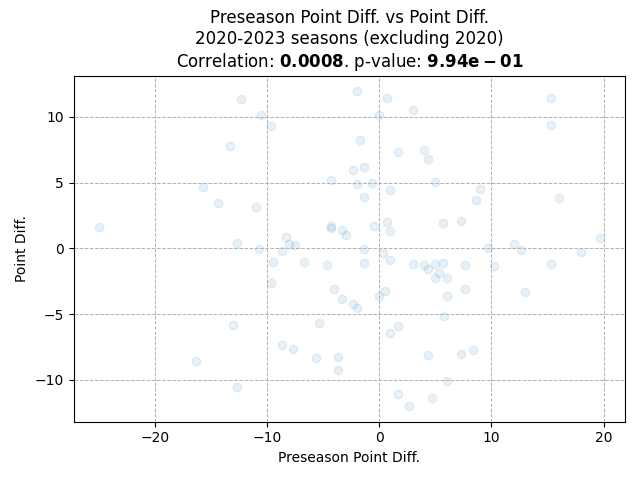 Preseason Point Diff. vs Point Diff.
2020-2023 seasons (excluding 2020)
Correlation: 0.0008. p-value: 9.94e − 01
10
5
0
−5
−10
Point Diff.
−20
−10
0
10
20
Preseason Point Diff.